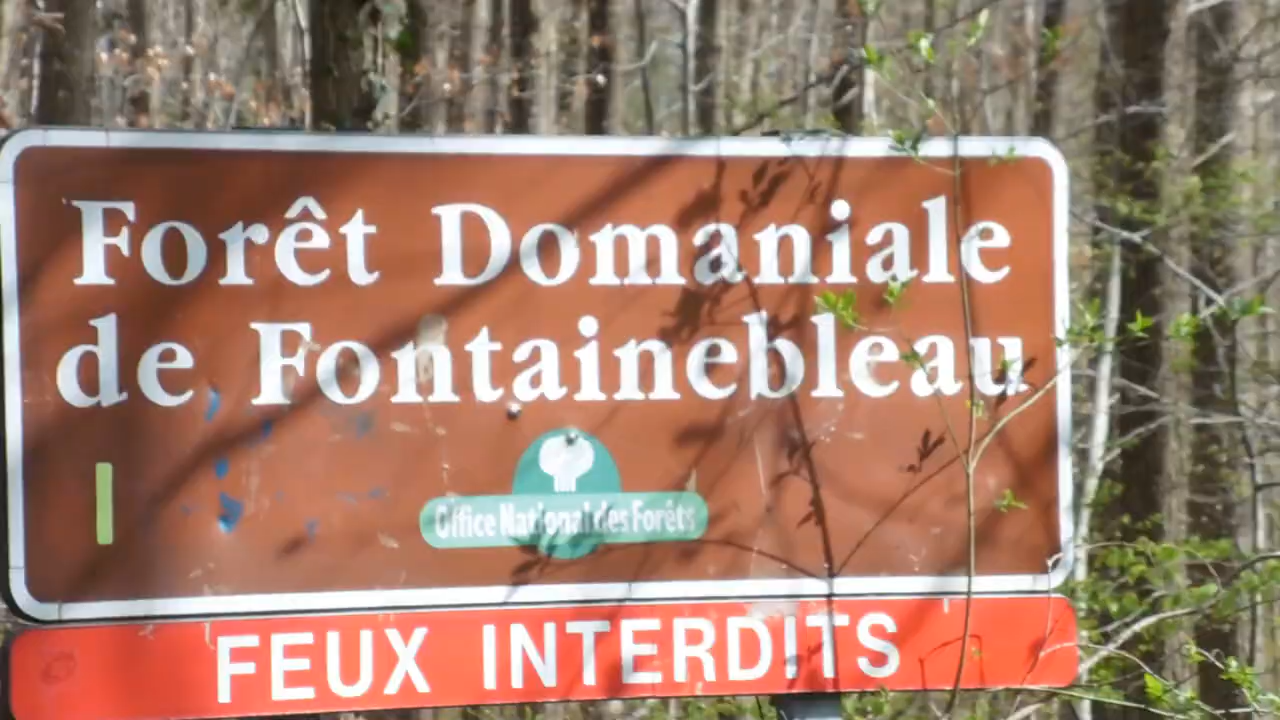 Forêt Domaniale
de Fontainebleau
Office National des Forêts
FEUX INTERDITS